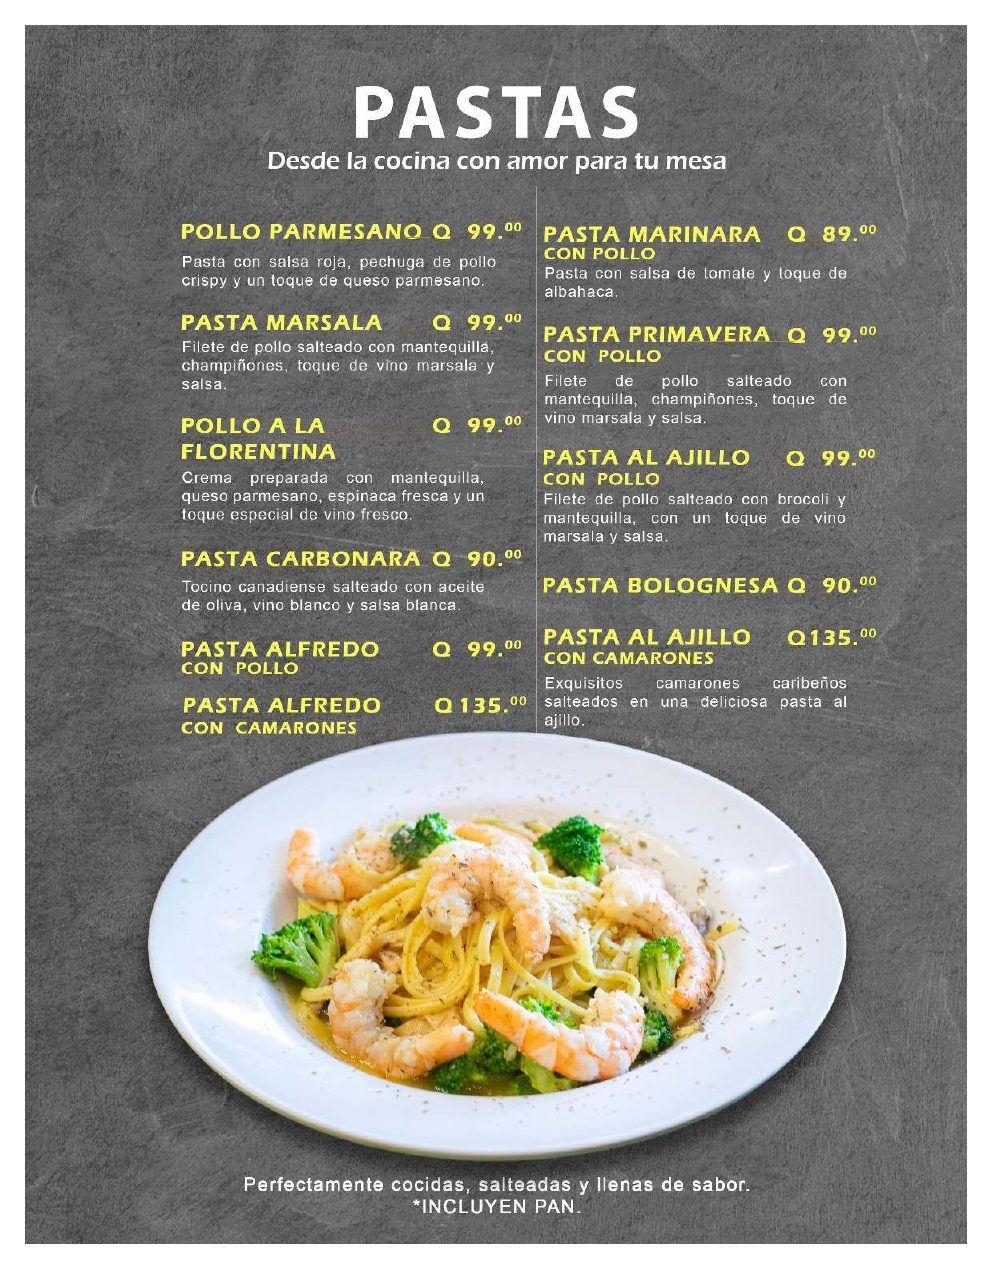 PASTAS
Desde la cocina con amor para tu mesa
POLLO PARMESANO Q 99.00
Pasta con salsa roja, pechuga de pollo
crispy y un toque de queso parmesano.
PASTA MARSALA Q 99.00
Filete de pollo salteado con mantequilla,
champiñones, toque de vino marsala y
salsa.
POLLO A LA Q 99.00
FLORENTINA
Crema preparada con mantequilla,
queso parmesano, espinaca fresca y un
toque especial de vino fresco.
PASTA CARBONARA Q 90.00
Tocino canadiense salteado con aceite
de oliva, vino blanco y salsa blanca.
PASTA ALFREDO Q 99.00
CON POLLO
PASTA ALFREDO Q 135.00
CON CAMARONES
PASTA MARINARA Q 89.00
CON POLLO
Pasta con salsa de tomate y toque de
albahaca.
PASTA PRIMAVERA Q 99.00
CON POLLO
Filete de pollo salteado con
mantequilla, champiñones, toque de
vino marsala y salsa.
PASTA AL AJILLO Q 99.00
CON POLLO
Filete de pollo salteado con brocoli y
mantequilla, con un toque de vino
marsala y salsa.
PASTA BOLOGNESA Q 90.00
PASTA AL AJILLO Q135.00
CON CAMARONES
Exquisitos camarones caribeños
salteados en una deliciosa pasta al
ajillo.
Perfectamente cocidas, salteadas y llenas de sabor.
*INCLUYEN PAN.